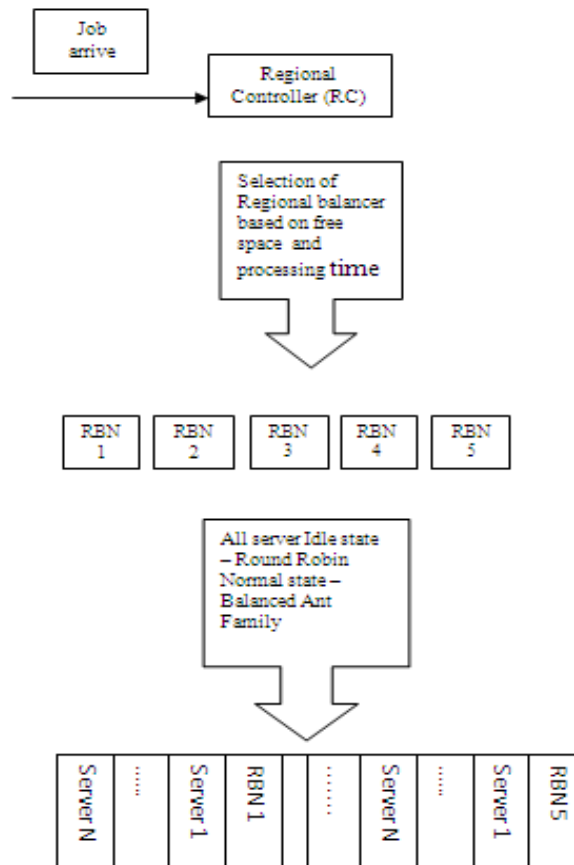 Job
arrive
Regional
Controller (RC)
Selection of
Regional balancer
based on free
space and
processing time
RBN
1
RBN
2
RBN
3
RBN
4
RBN
5
All server Idle state
– Round Robin
Normal state –
Balanced Ant
Family
Server N
......
Server 1
RBN 1
........
Server N
......
Server 1
RBN 5